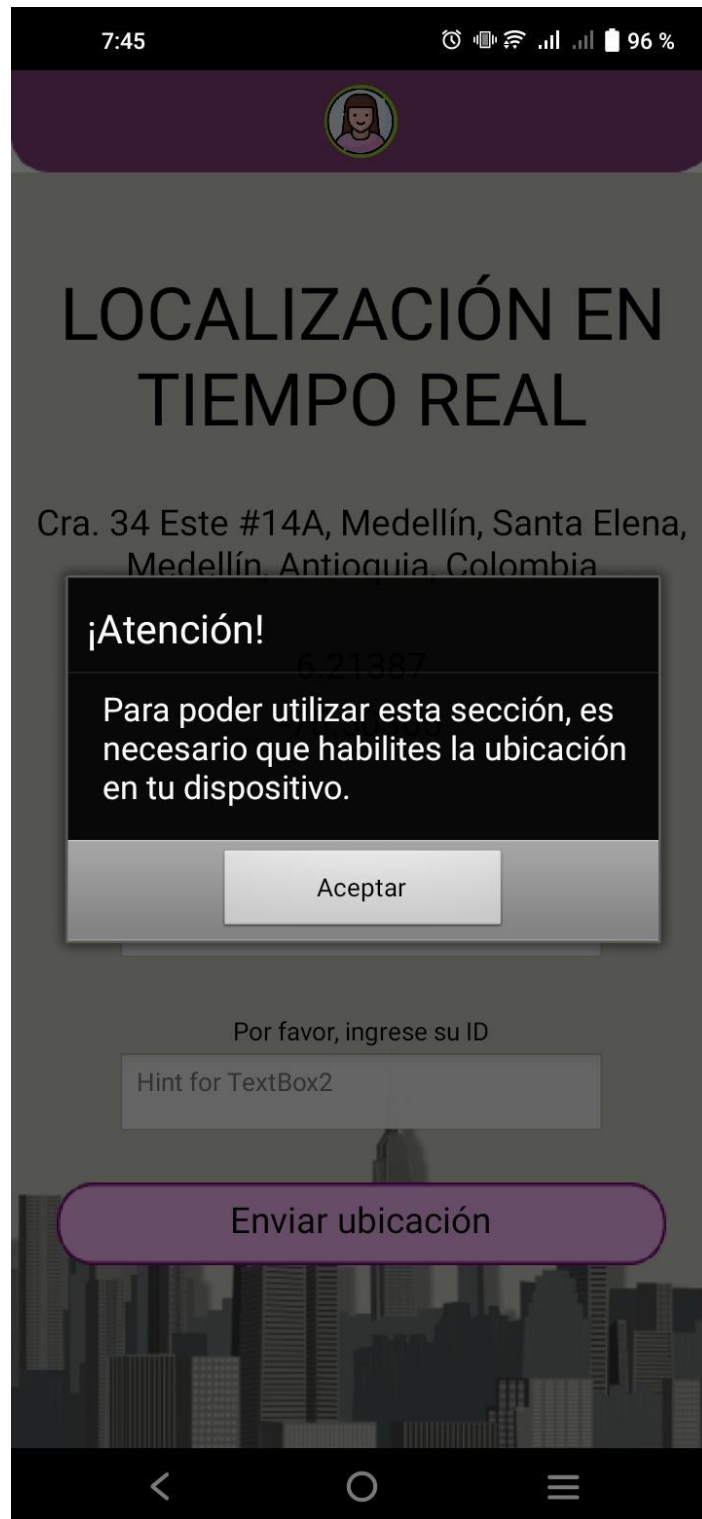 7:45
96 %
LOCALIZACIÓN EN
TIEMPO REAL
Cra. 34 Este #14A, Medellín, Santa Elena,
Medellín, Antioquia, Colombia
¡Atención!
6.21387
Para poder utilizar esta sección, es
necesario que habilites la ubicación
en tu dispositivo.
Aceptar
Por favor, ingrese su ID
Hint for TextBox2
Enviar ubicación